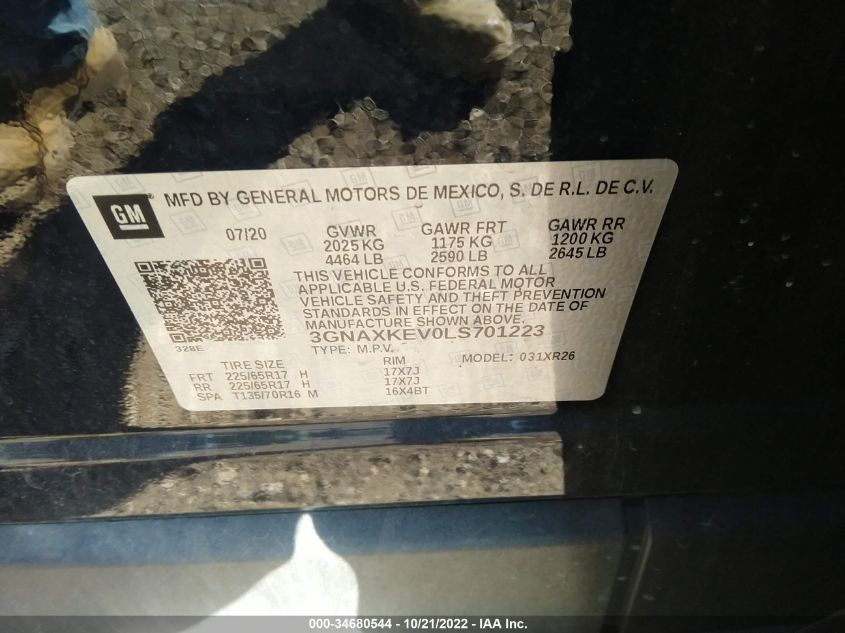 GM
MFD BY GENERAL MOTORS DE MEXICO, S. DE R.L. DE C.V.
07/20 GVWR GAWR FRT GAWR RR
2025 KG 1175 KG 1200 KG
4464 LB 2590 LB 2645 LB
THIS VEHICLE CONFORMS TO ALL
APPLICABLE U.S. FEDERAL MOTOR
VEHICLE SAFETY AND THEFT PREVENTION
STANDARDS IN EFFECT ON THE DATE OF
MANUFACTURE SHOWN ABOVE.
3GNAXKEV0LS701223
328E TYPE: M.P.V. MODEL: 031XR26
TIRE SIZE RIM
FRT 225/65R17 H 17X7J
RR 225/65R17 H 17X7J
SPA T135/70R16 M 16X4BT
000-34680544 - 10/21/2022 - IAA Inc.